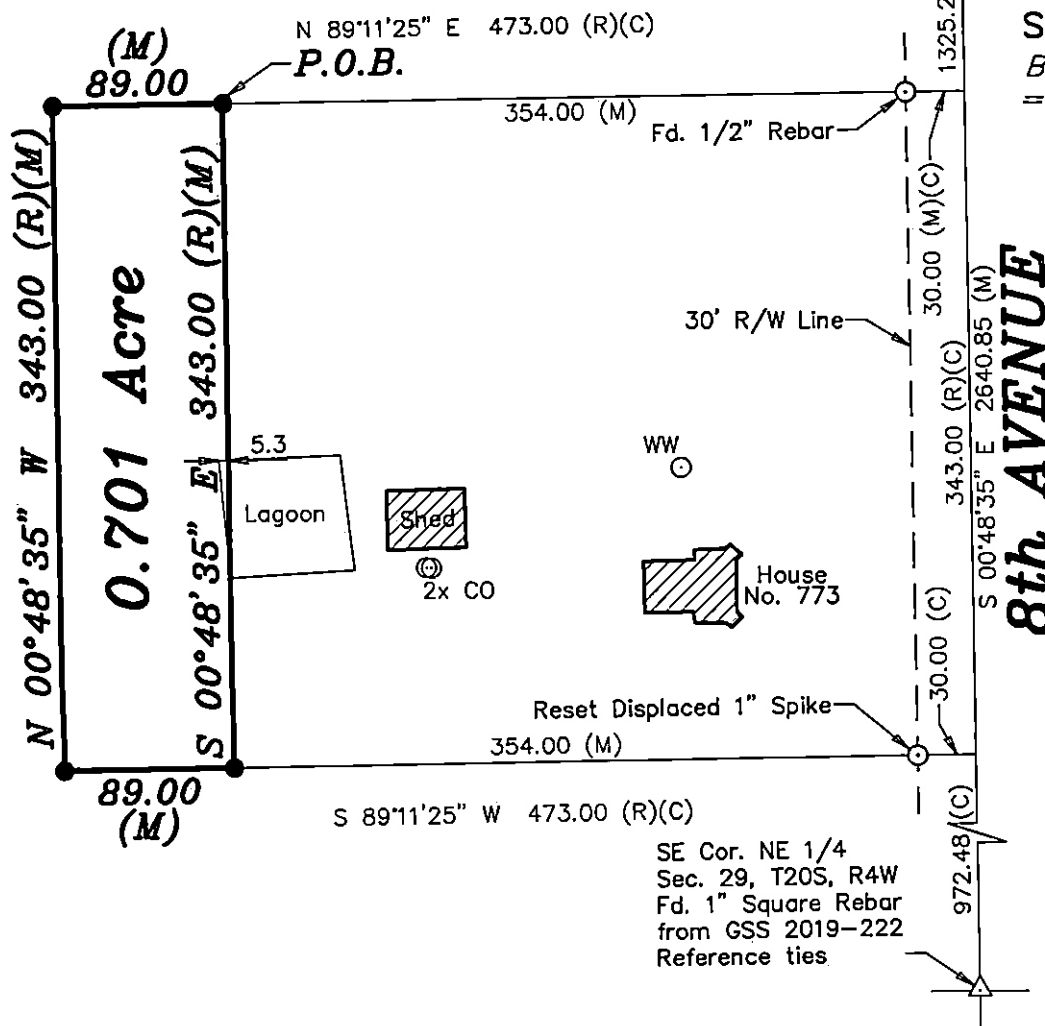 N 89°11'25" E 473.00 (R)(C)
(M)
89.00
P.O.B.
354.00 (M)
Fd. 1/2" Rebar
1325.2
S
B
=
N 00°48'35" W 343.00 (R)(M)
0.701 Acre
S 00°48'35" E 343.00 (R)(M)
30.00 (M)(C)
30' R/W Line
343.00 (R)(C)
S 00°48'35" E 2640.85 (M)
8th AVENUE
5.3
WW
Lagoon
Shed
2x CO
House
No. 773
30.00 (C)
Reset Displaced 1" Spike
354.00 (M)
89.00
(M)
S 89°11'25" W 473.00 (R)(C)
SE Cor. NE 1/4
Sec. 29, T20S, R4W
Fd. 1" Square Rebar
from GSS 2019-222
Reference ties
972.48 (C)